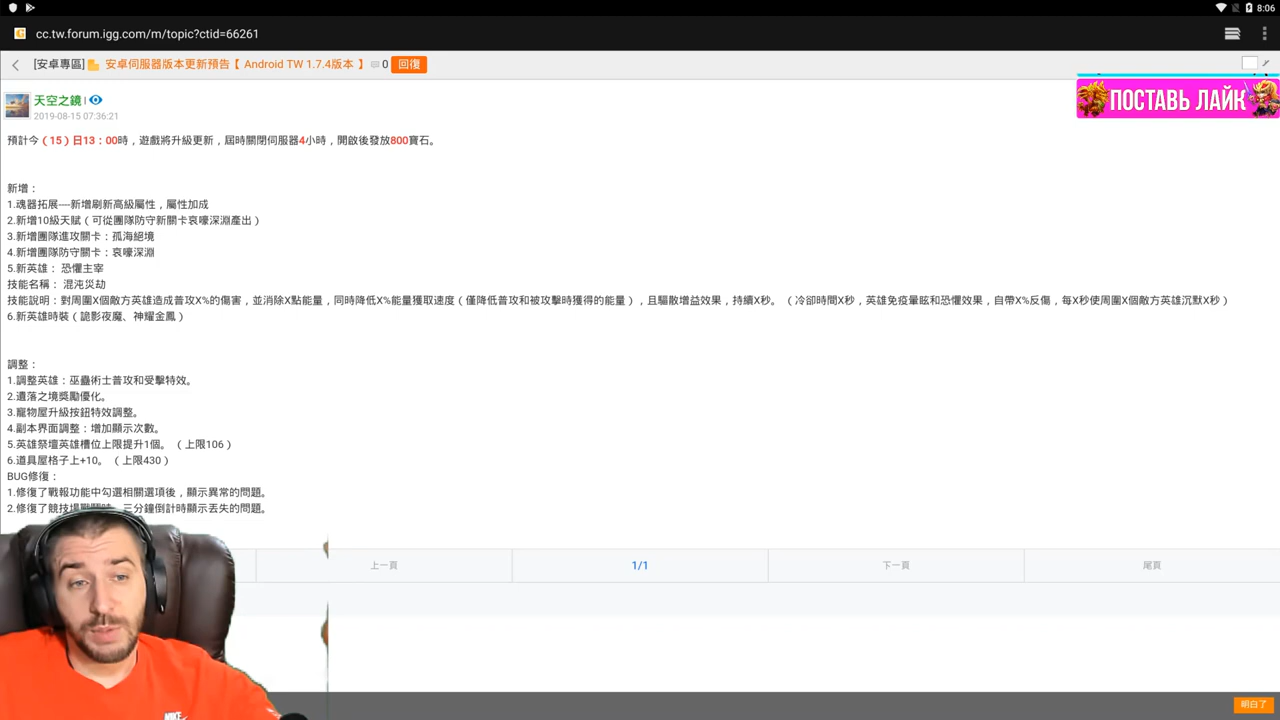 8:06
cc.tw.forum.igg.com/m/topic?ctid=66261
[安卓專區] 安卓伺服器版本更新預告【 Android TW 1.7.4版本 】 0 回復
天空之鏡 |
2019-08-15 07:36:21
ПОСТАВЬ ЛАЙК
預計今（15）日13：00時，遊戲將升級更新，屆時關閉伺服器4小時，開啟後發放800寶石。
新增：
1.魂器拓展----新增刷新高級屬性，屬性加成
2.新增10級天賦（可從團隊防守新關卡哀嚎深淵產出）
3.新增團隊進攻關卡：孤海絕境
4.新增團隊防守關卡：哀嚎深淵
5.新英雄： 恐懼主宰
技能名稱： 混沌災劫
技能說明：對周圍X個敵方英雄造成普攻X%的傷害，並消除X點能量，同時降低X%能量獲取速度（僅降低普攻和被攻擊時獲得的能量），且驅散增益效果，持續X秒。（冷卻時間X秒，英雄免疫暈眩和恐懼效果，自帶X%反傷，每X秒使周圍X個敵方英雄沉默X秒）
6.新英雄時裝（詭影夜魔、神耀金鳳）
調整：
1.調整英雄：巫蠱術士普攻和受擊特效。
2.遺落之境獎勵優化。
3.寵物屋升級按鈕特效調整。
4.副本界面調整：增加顯示次數。
5.英雄祭壇英雄槽位上限提升1個。（上限106）
6.道具屋格子上+10。（上限430）
BUG修復：
1.修復了戰報功能中勾選相關選項後，顯示異常的問題。
2.修復了競技場戰鬥時，三分鐘倒計時顯示丟失的問題。
上一頁 1/1 下一頁 尾頁
明白了